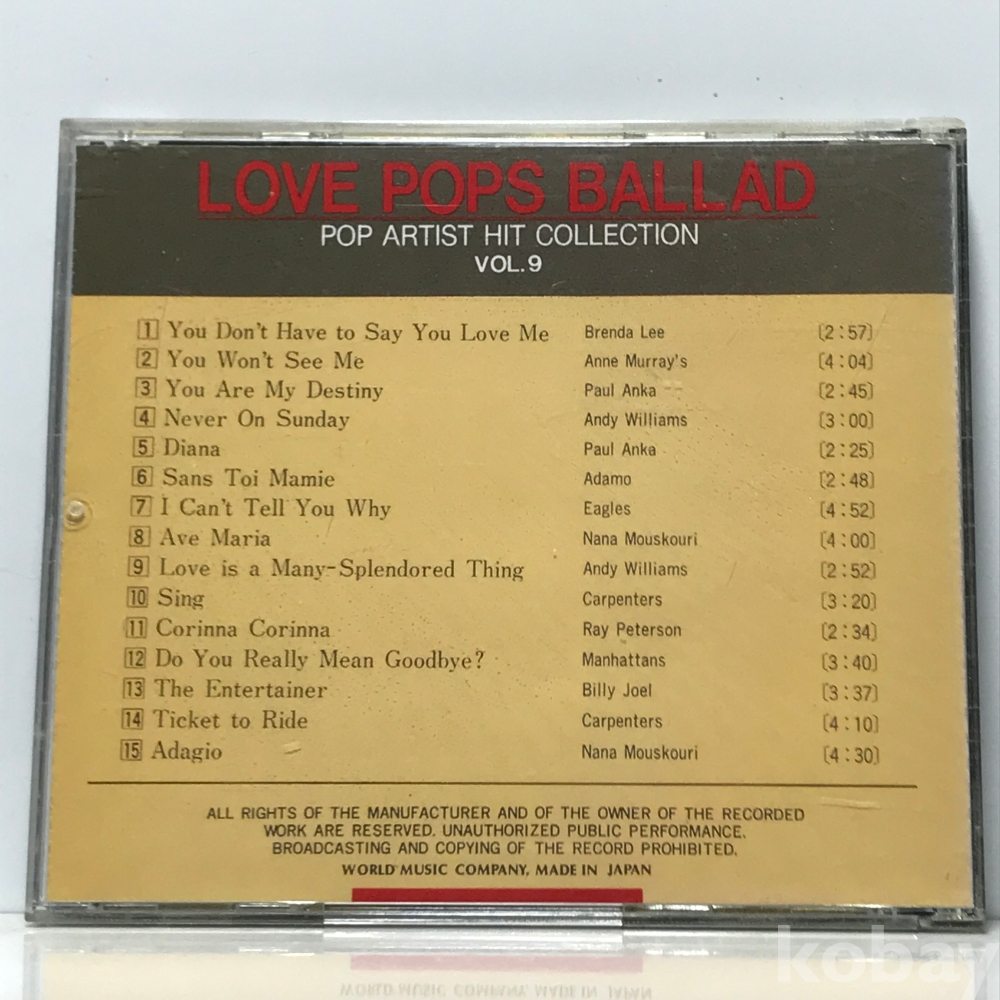 LOVE POPS BALLAD
POP ARTIST HIT COLLECTION
VOL.9
1 You Don't Have to Say You Love Me Brenda Lee (2:57)
2 You Won't See Me Anne Murray's (4:04)
3 You Are My Destiny Paul Anka (2:45)
4 Never On Sunday Andy Williams (3:00)
5 Diana Paul Anka (2:25)
6 Sans Toi Mamie Adamo (2:48)
7 I Can't Tell You Why Eagles (4:52)
8 Ave Maria Nana Mouskouri (4:00)
9 Love is a Many-Splendored Thing Andy Williams (2:52)
10 Sing Carpenters (3:20)
11 Corinna Corinna Ray Peterson (2:34)
12 Do You Really Mean Goodbye? Manhattans (3:40)
13 The Entertainer Billy Joel (3:37)
14 Ticket to Ride Carpenters (4:10)
15 Adagio Nana Mouskouri (4:30)
ALL RIGHTS OF THE MANUFACTURER AND OF THE OWNER OF THE RECORDED
WORK ARE RESERVED. UNAUTHORIZED PUBLIC PERFORMANCE.
BROADCASTING AND COPYING OF THE RECORD PROHIBITED.
WORLD MUSIC COMPANY, MADE IN JAPAN
kobay